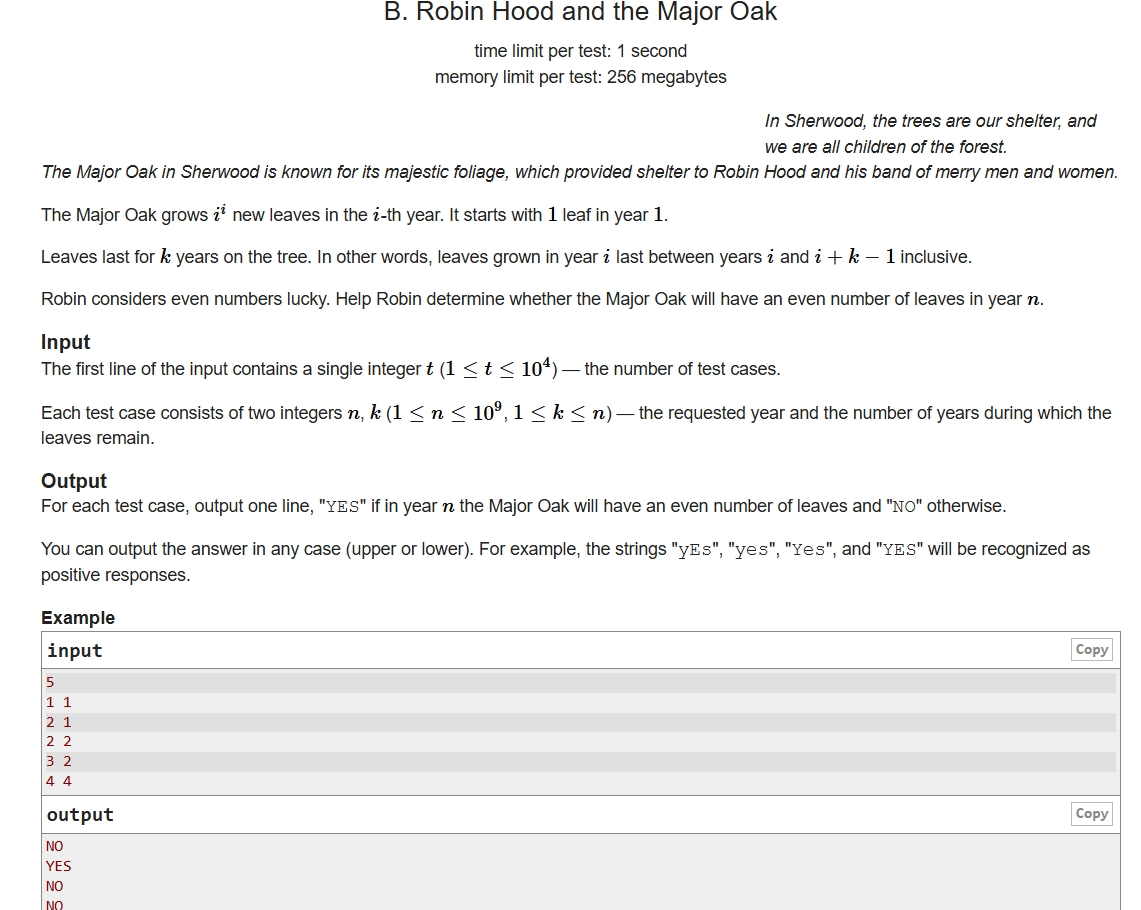 B. Robin Hood and the Major Oak
time limit per test: 1 second
memory limit per test: 256 megabytes
In Sherwood, the trees are our shelter, and
we are all children of the forest.
The Major Oak in Sherwood is known for its majestic foliage, which provided shelter to Robin Hood and his band of merry men and women.
The Major Oak grows i^i new leaves in the i-th year. It starts with 1 leaf in year 1.
Leaves last for k years on the tree. In other words, leaves grown in year i last between years i and i + k − 1 inclusive.
Robin considers even numbers lucky. Help Robin determine whether the Major Oak will have an even number of leaves in year n.
Input
The first line of the input contains a single integer t (1 ≤ t ≤ 10^4) — the number of test cases.
Each test case consists of two integers n, k (1 ≤ n ≤ 10^9, 1 ≤ k ≤ n) — the requested year and the number of years during which the
leaves remain.
Output
For each test case, output one line, "YES" if in year n the Major Oak will have an even number of leaves and "NO" otherwise.
You can output the answer in any case (upper or lower). For example, the strings "yEs", "yes", "Yes", and "YES" will be recognized as
positive responses.
Example
input Copy
5
1 1
2 1
2 2
3 2
4 4
output Copy
NO
YES
NO
NO